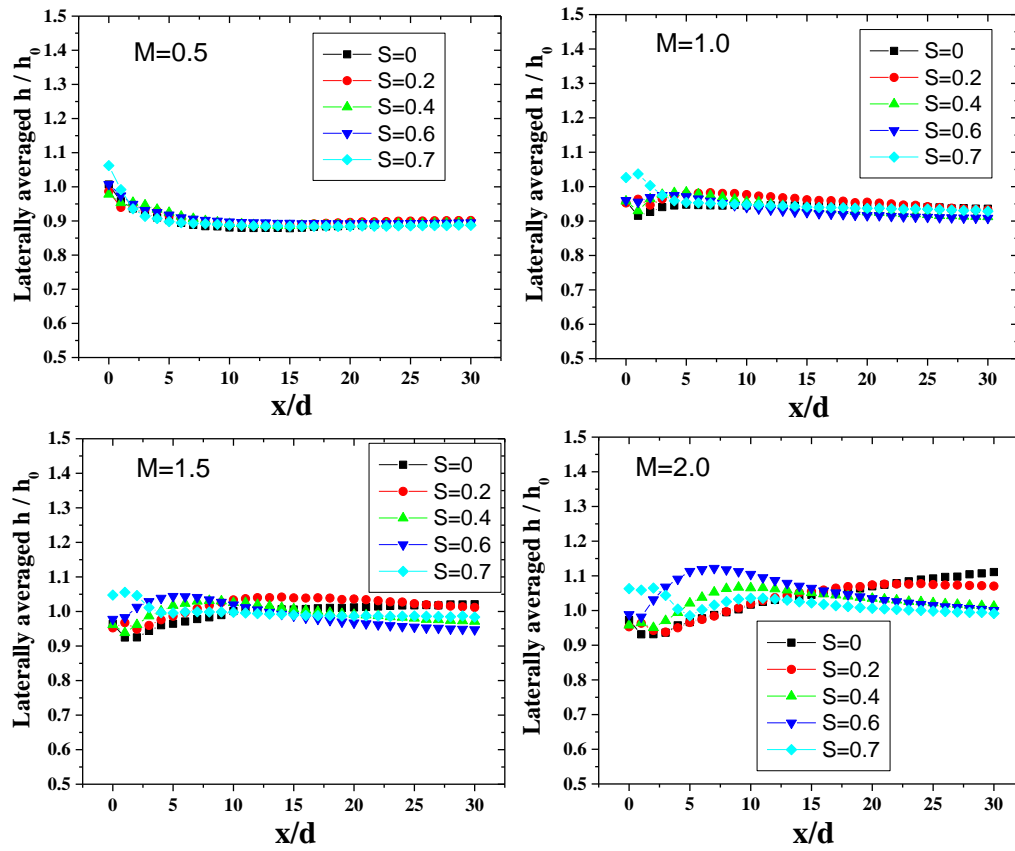 M=0.5
S=0
S=0.2
S=0.4
S=0.6
S=0.7
Laterally averaged h / h₀
1.5
1.4
1.3
1.2
1.1
1.0
0.9
0.8
0.7
0.6
0.5
0 5 10 15 20 25 30
x/d
M=1.0
S=0
S=0.2
S=0.4
S=0.6
S=0.7
Laterally averaged h / h₀
1.5
1.4
1.3
1.2
1.1
1.0
0.9
0.8
0.7
0.6
0.5
0 5 10 15 20 25 30
x/d
M=1.5
S=0
S=0.2
S=0.4
S=0.6
S=0.7
Laterally averaged h / h₀
1.5
1.4
1.3
1.2
1.1
1.0
0.9
0.8
0.7
0.6
0.5
0 5 10 15 20 25 30
x/d
M=2.0
S=0
S=0.2
S=0.4
S=0.6
S=0.7
Laterally averaged h / h₀
1.5
1.4
1.3
1.2
1.1
1.0
0.9
0.8
0.7
0.6
0.5
0 5 10 15 20 25 30
x/d